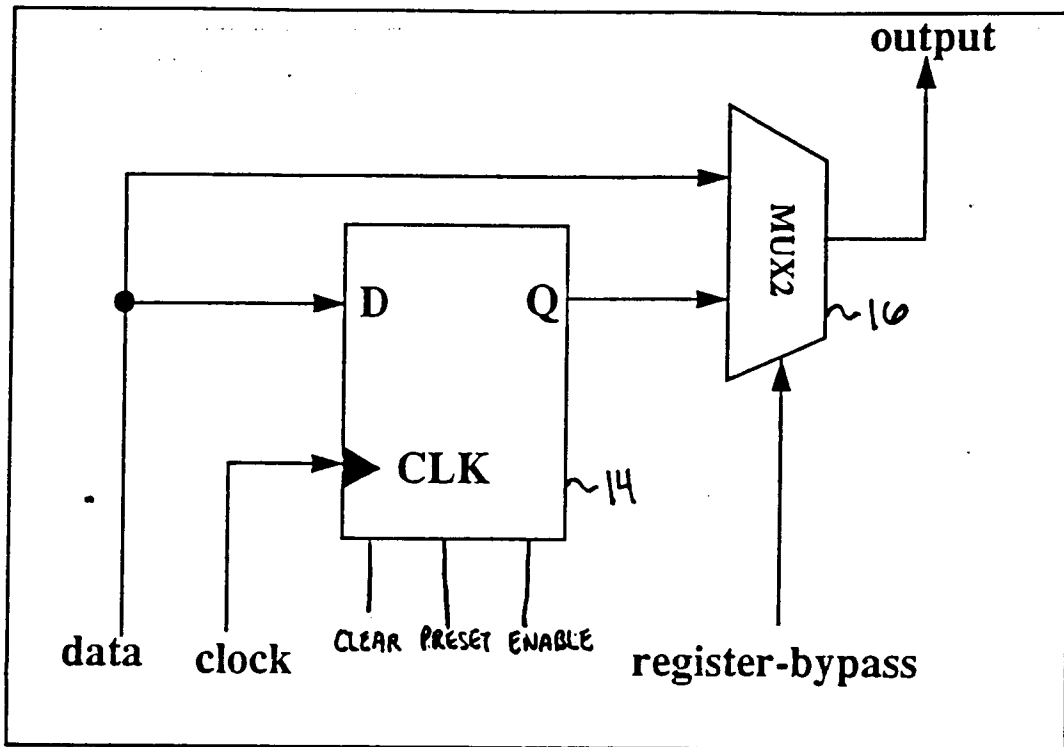 output
MUX2
16
D
Q
CLK
14
CLEAR PRESET ENABLE
data
clock
register-bypass